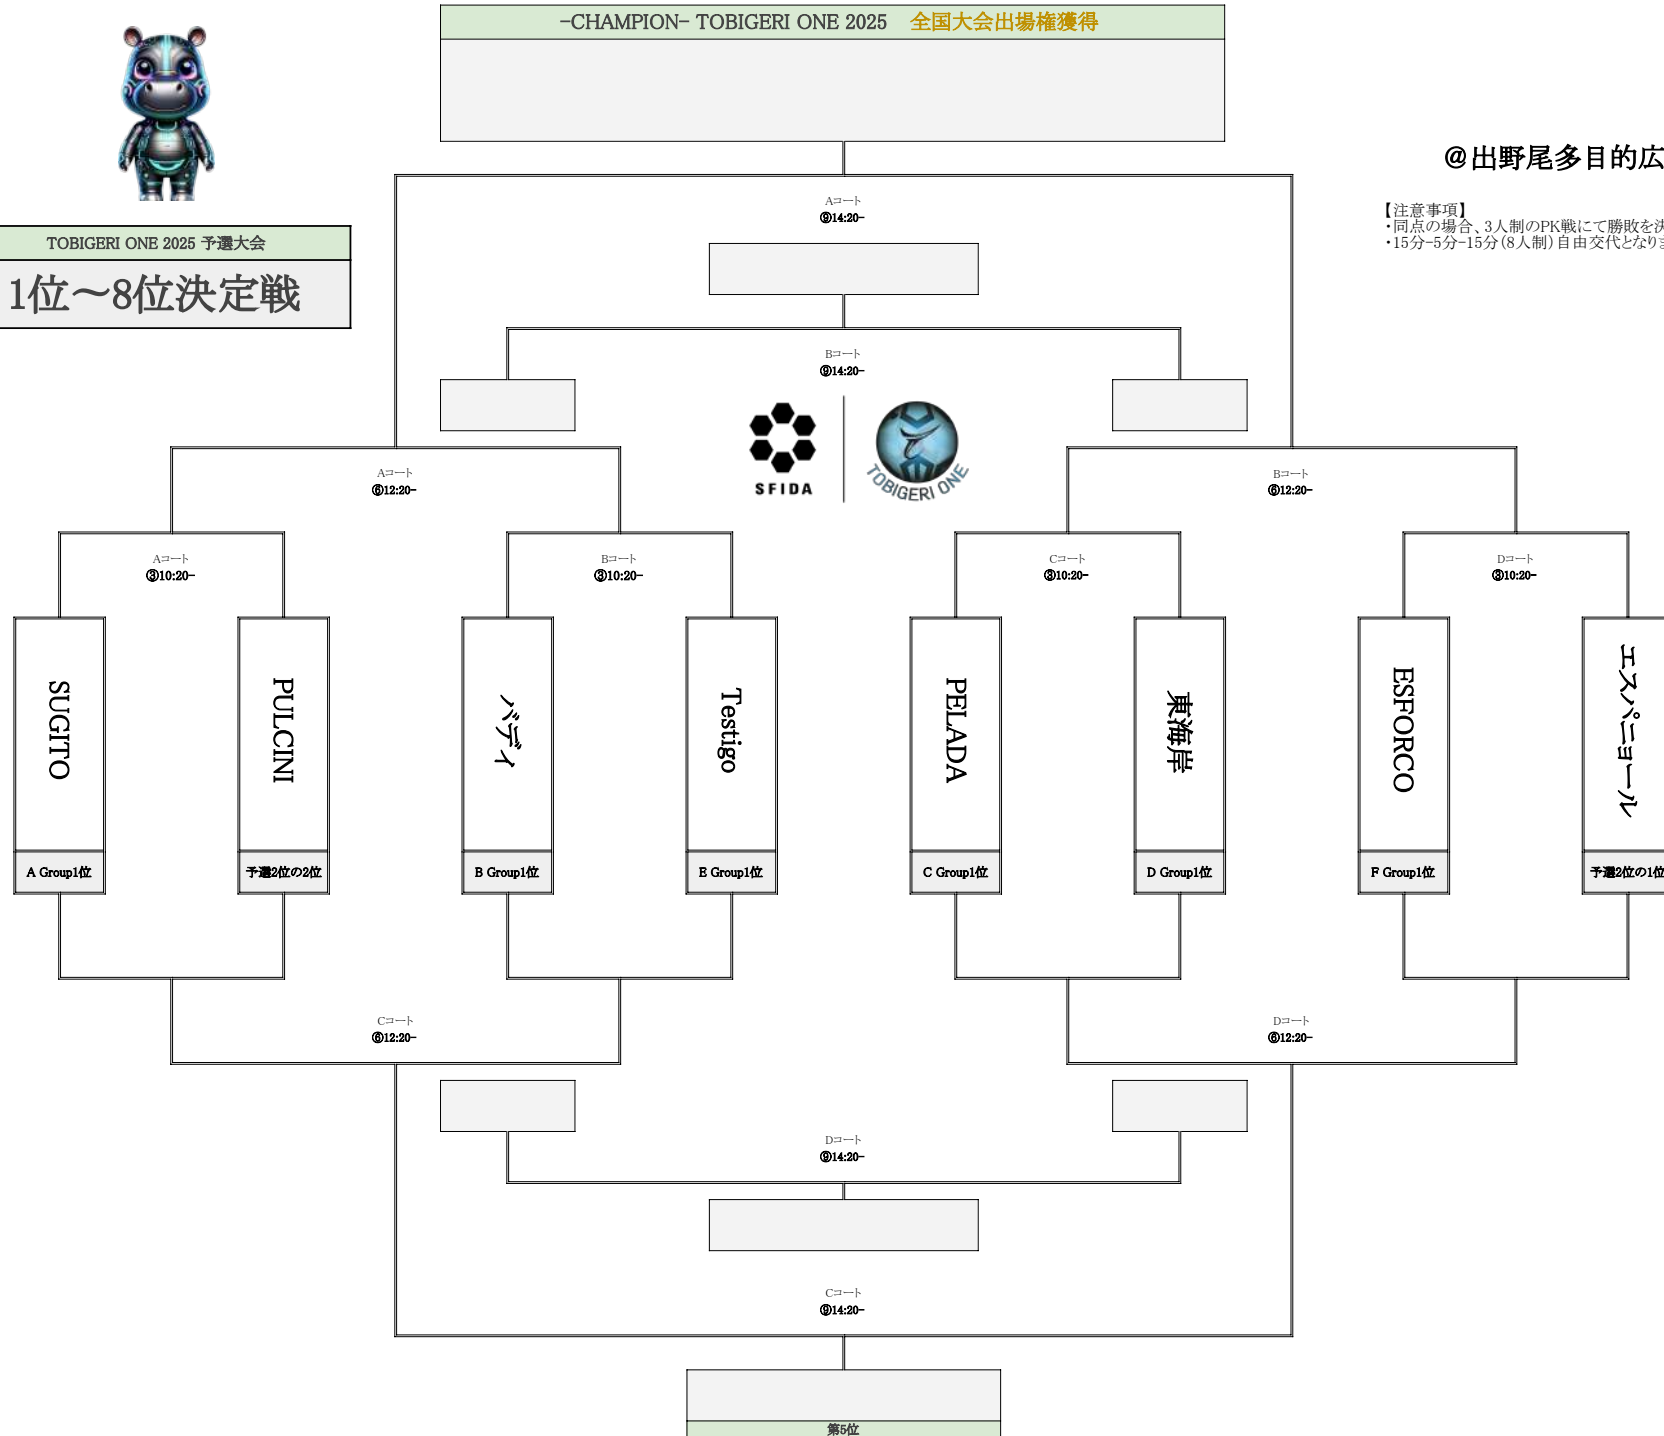 -CHAMPION- TOBIGERI ONE 2025 全国大会出場権獲得
@出野尾多目的広
Aコート
⑨14:20-
【注意事項】
・同点の場合、3人制のPK戦にて勝敗を決
・15分-5分-15分(8人制)自由交代となりま
TOBIGERI ONE 2025 予選大会
1位～8位決定戦
Bコート
⑨14:20-
SFIDA
TOBIGERI ONE
Aコート
⑥12:20-
Bコート
⑥12:20-
Aコート
③10:20-
Bコート
③10:20-
Cコート
③10:20-
Dコート
③10:20-
SUGITO
PULCINI
バディ
Testigo
PELADA
東海岸
ESFORCO
エスパニョール
A Group1位
予選2位の2位
B Group1位
E Group1位
C Group1位
D Group1位
F Group1位
予選2位の1位
Cコート
⑥12:20-
Dコート
⑥12:20-
Dコート
⑨14:20-
Cコート
⑨14:20-
第5位